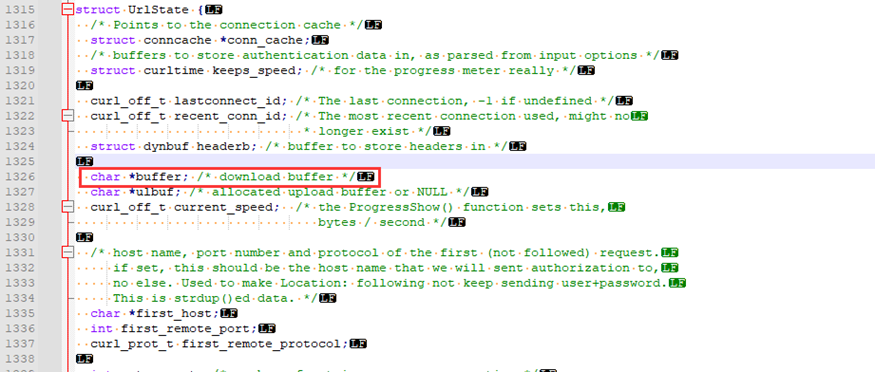 1315 struct UrlState {LF
1316 /* Points to the connection cache */LF
1317 struct conncache *conn_cache;LF
1318 /* buffers to store authentication data in, as parsed from input options */LF
1319 struct curltime keeps_speed; /* for the progress meter really */LF
1320 LF
1321 curl_off_t lastconnect_id; /* The last connection, -1 if undefined */LF
1322 curl_off_t recent_conn_id; /* The most recent connection used, might noLF
1323 * longer exist */LF
1324 struct dynbuf headerb; /* buffer to store headers in */LF
1325 LF
1326 char *buffer; /* download buffer */LF
1327 char *ulbuf; /* allocated upload buffer or NULL */LF
1328 curl_off_t current_speed; /* the ProgressShow() function sets this,LF
1329 bytes / second */LF
1330 LF
1331 /* host name, port number and protocol of the first (not followed) request.LF
1332 if set, this should be the host name that we will sent authorization to,LF
1333 no else. Used to make Location: following not keep sending user+password.LF
1334 This is strdup()ed data. */LF
1335 char *first_host;LF
1336 int first_remote_port;LF
1337 curl_prot_t first_remote_protocol;LF
1338 LF